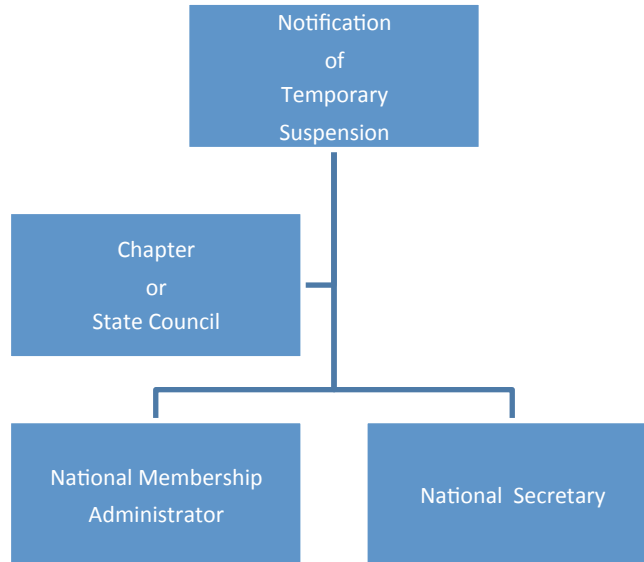 Notification
of
Temporary
Suspension
Chapter
or
State Council
National Membership
Administrator
National Secretary